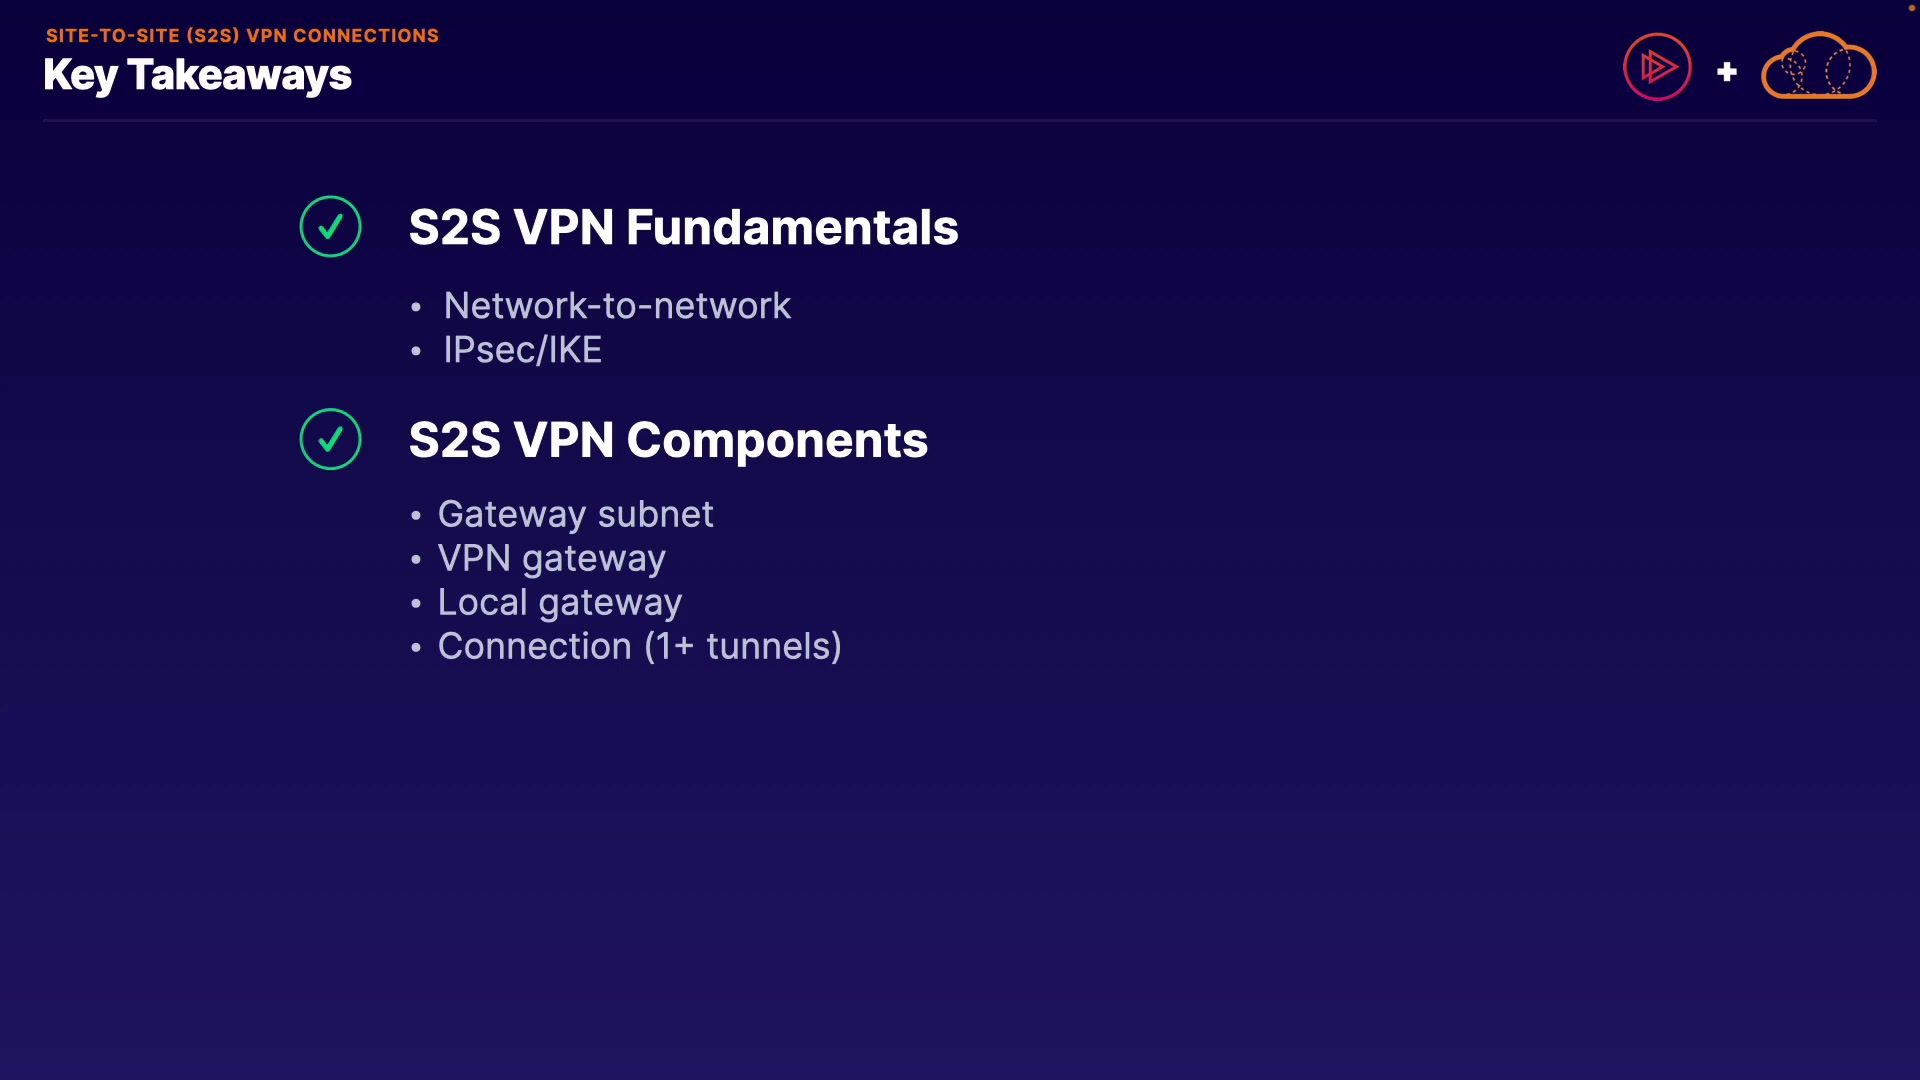 SITE-TO-SITE (S2S) VPN CONNECTIONS
Key Takeaways
S2S VPN Fundamentals
• Network-to-network
• IPsec/IKE
S2S VPN Components
• Gateway subnet
• VPN gateway
• Local gateway
• Connection (1+ tunnels)